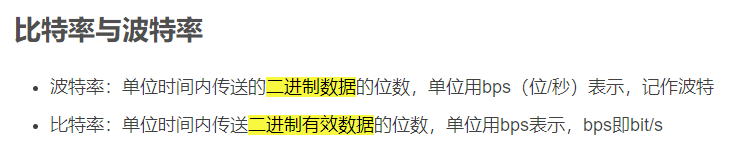 比特率与波特率
波特率：单位时间内传送的二进制数据的位数，单位用bps（位/秒）表示，记作波特
比特率：单位时间内传送二进制有效数据的位数，单位用bps表示，bps即bit/s